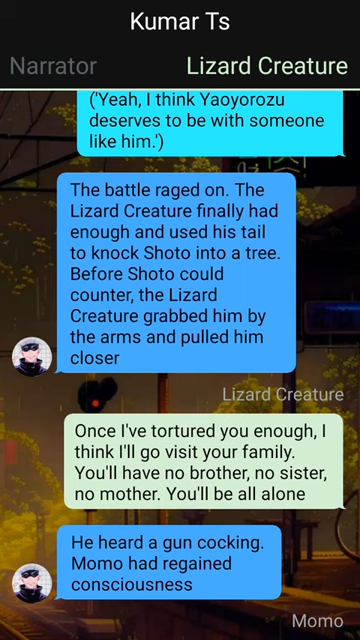 Kumar Ts
Narrator
Lizard Creature
('Yeah, I think Yaoyorozu
deserves to be with someone
like him.')
The battle raged on. The
Lizard Creature finally had
enough and used his tail
to knock Shoto into a tree.
Before Shoto could
counter, the Lizard
Creature grabbed him by
the arms and pulled him
closer
Lizard Creature
Once I've tortured you enough, I
think I'll go visit your family.
You'll have no brother, no sister,
no mother. You'll be all alone
He heard a gun cocking.
Momo had regained
consciousness
Momo